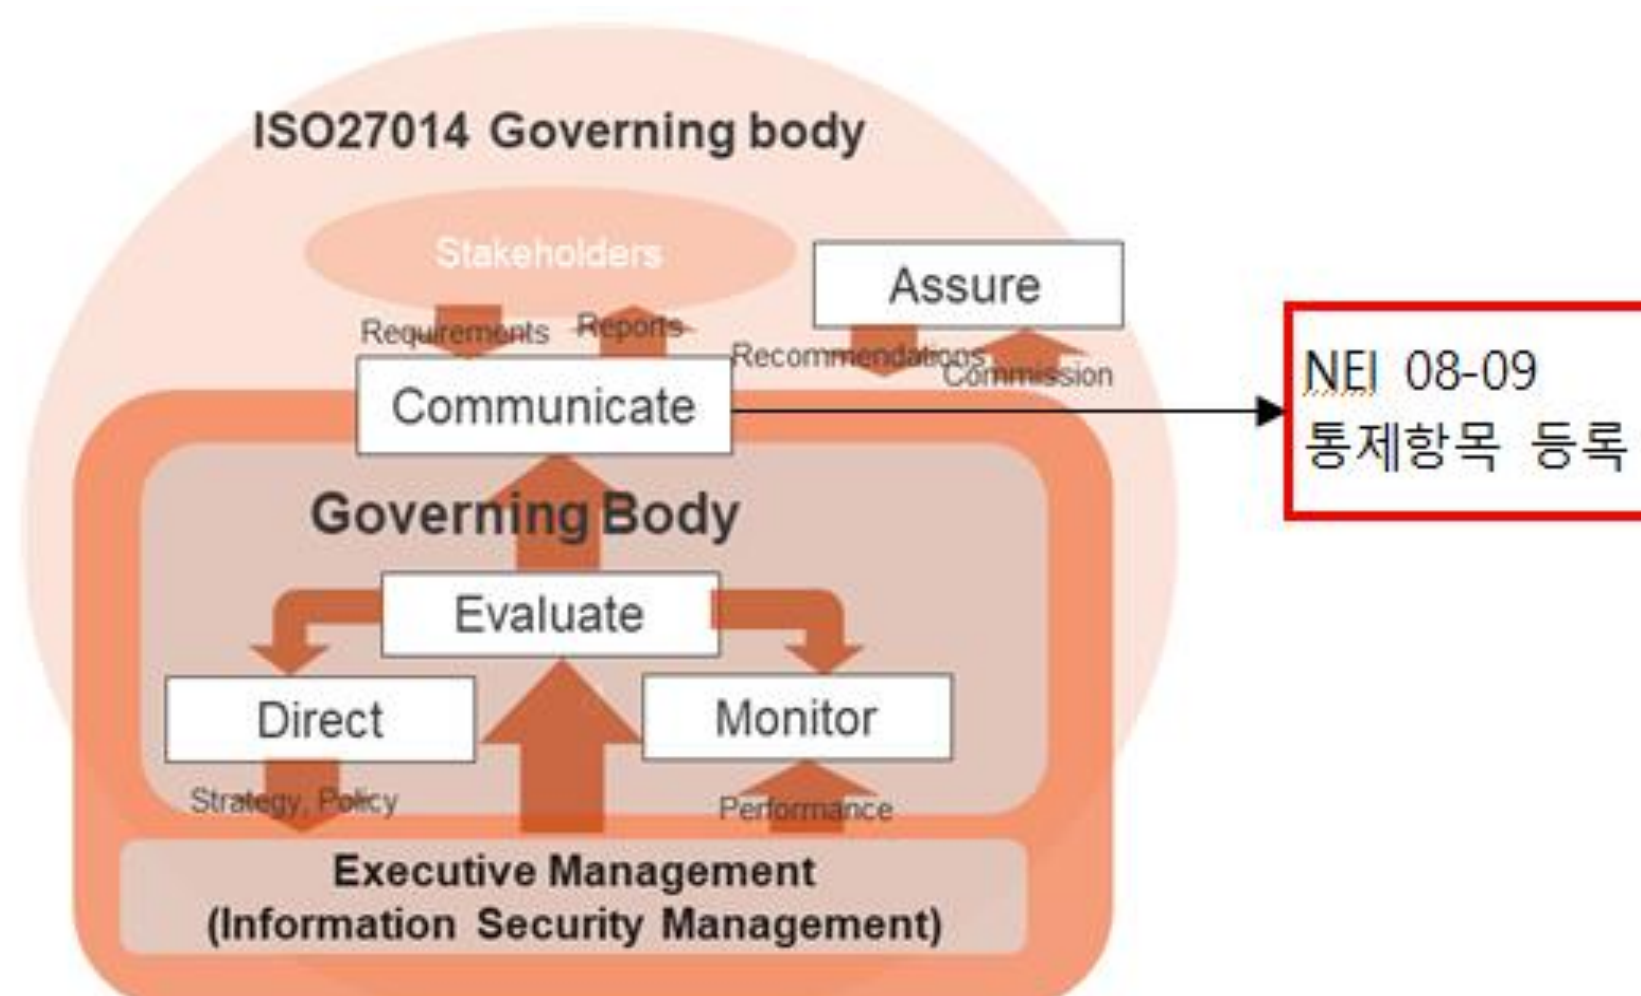 ISO27014 Governing body
Stakeholders
Assure
Requirements
Reports
Recommendations
Commission
Communicate
NEI 08-09
통제항목 등록
Governing Body
Evaluate
Direct
Monitor
Strategy, Policy
Performance
Executive Management
(Information Security Management)